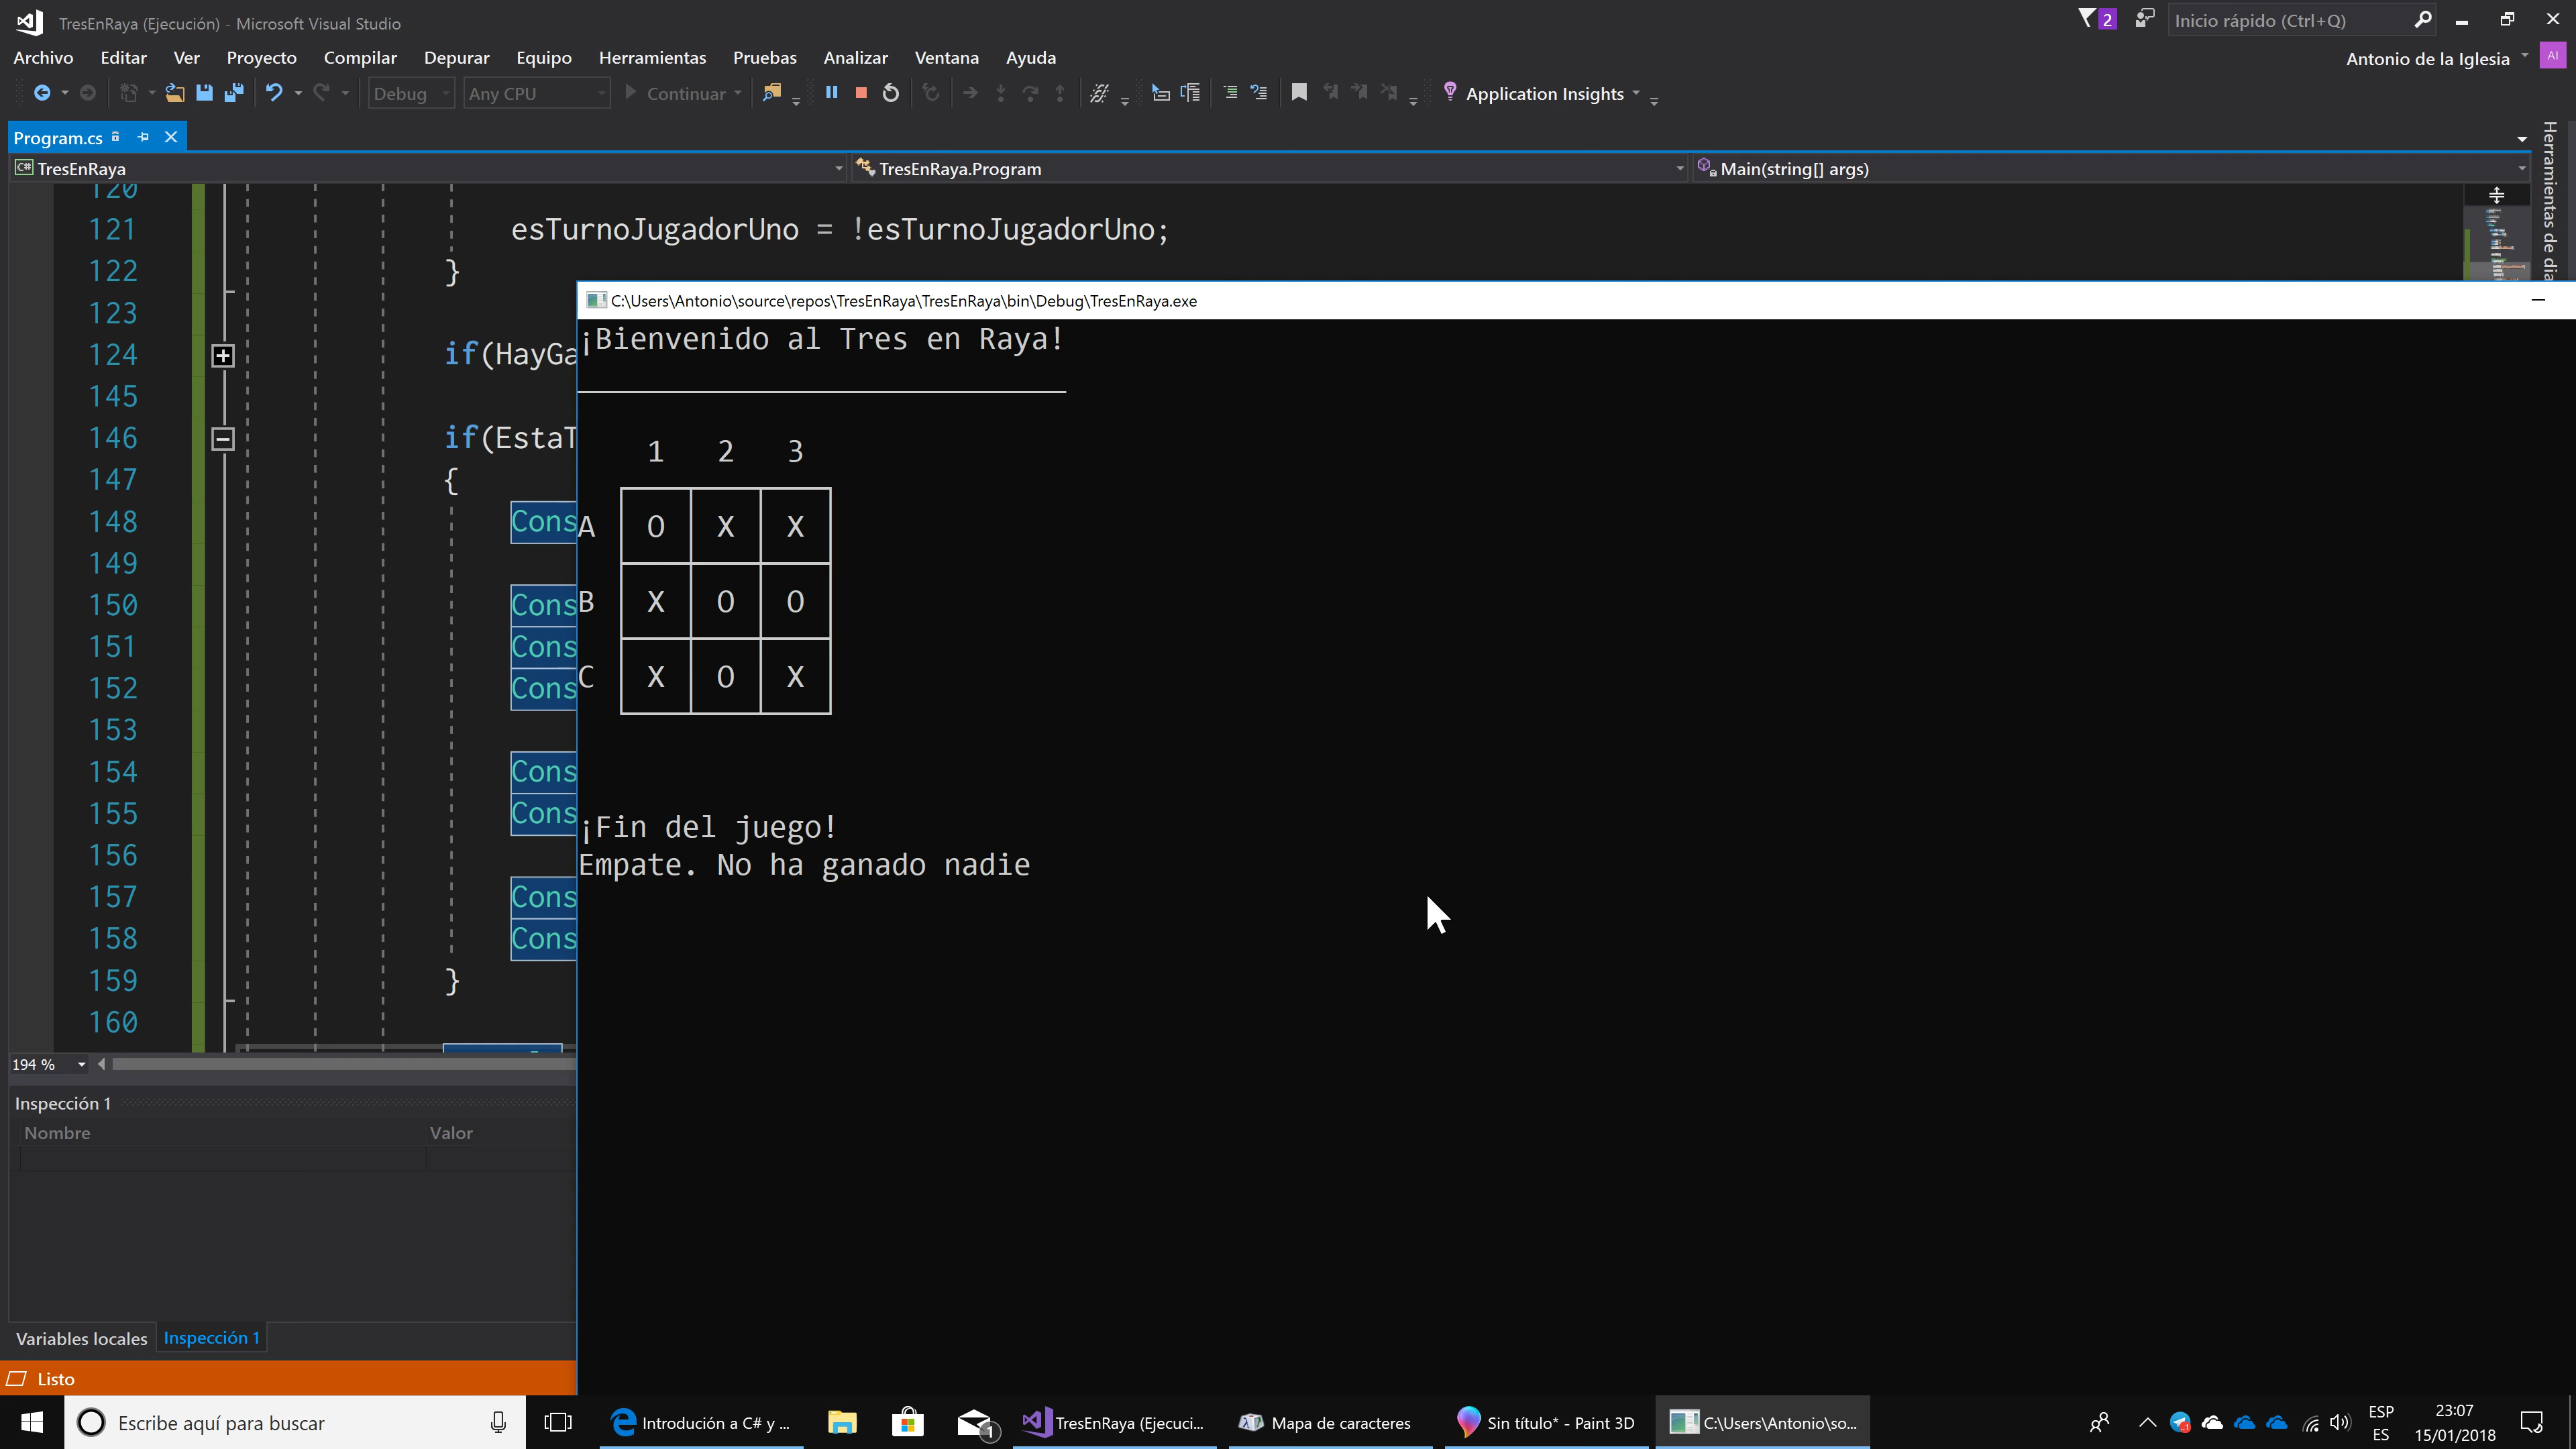 TresEnRaya (Ejecución) - Microsoft Visual Studio
2
Inicio rápido (Ctrl+Q)
Archivo Editar Ver Proyecto Compilar Depurar Equipo Herramientas Pruebas Analizar Ventana Ayuda
Antonio de la Iglesia
AI
Debug Any CPU Continuar Application Insights
Program.cs
TresEnRaya TresEnRaya.Program Main(string[] args)
Herramientas de dia
120
121 esTurnoJugadorUno = !esTurnoJugadorUno;
122 }
123
124 if(HayGa
145
146 if(EstaT
147 {
148 Cons
149
150 Cons
151 Cons
152 Cons
153
154 Cons
155 Cons
156
157 Cons
158 Cons
159 }
160
C:\Users\Antonio\source\repos\TresEnRaya\TresEnRaya\bin\Debug\TresEnRaya.exe
¡Bienvenido al Tres en Raya!
1 2 3
A O X X
B X O O
C X O X
¡Fin del juego!
Empate. No ha ganado nadie
194 %
Inspección 1
Nombre Valor
Variables locales Inspección 1
Listo
Escribe aquí para buscar
Introdución a C# y ...
1
TresEnRaya (Ejecuci...
Mapa de caracteres
Sin título* - Paint 3D
C:\Users\Antonio\so...
ESP
ES
23:07
15/01/2018